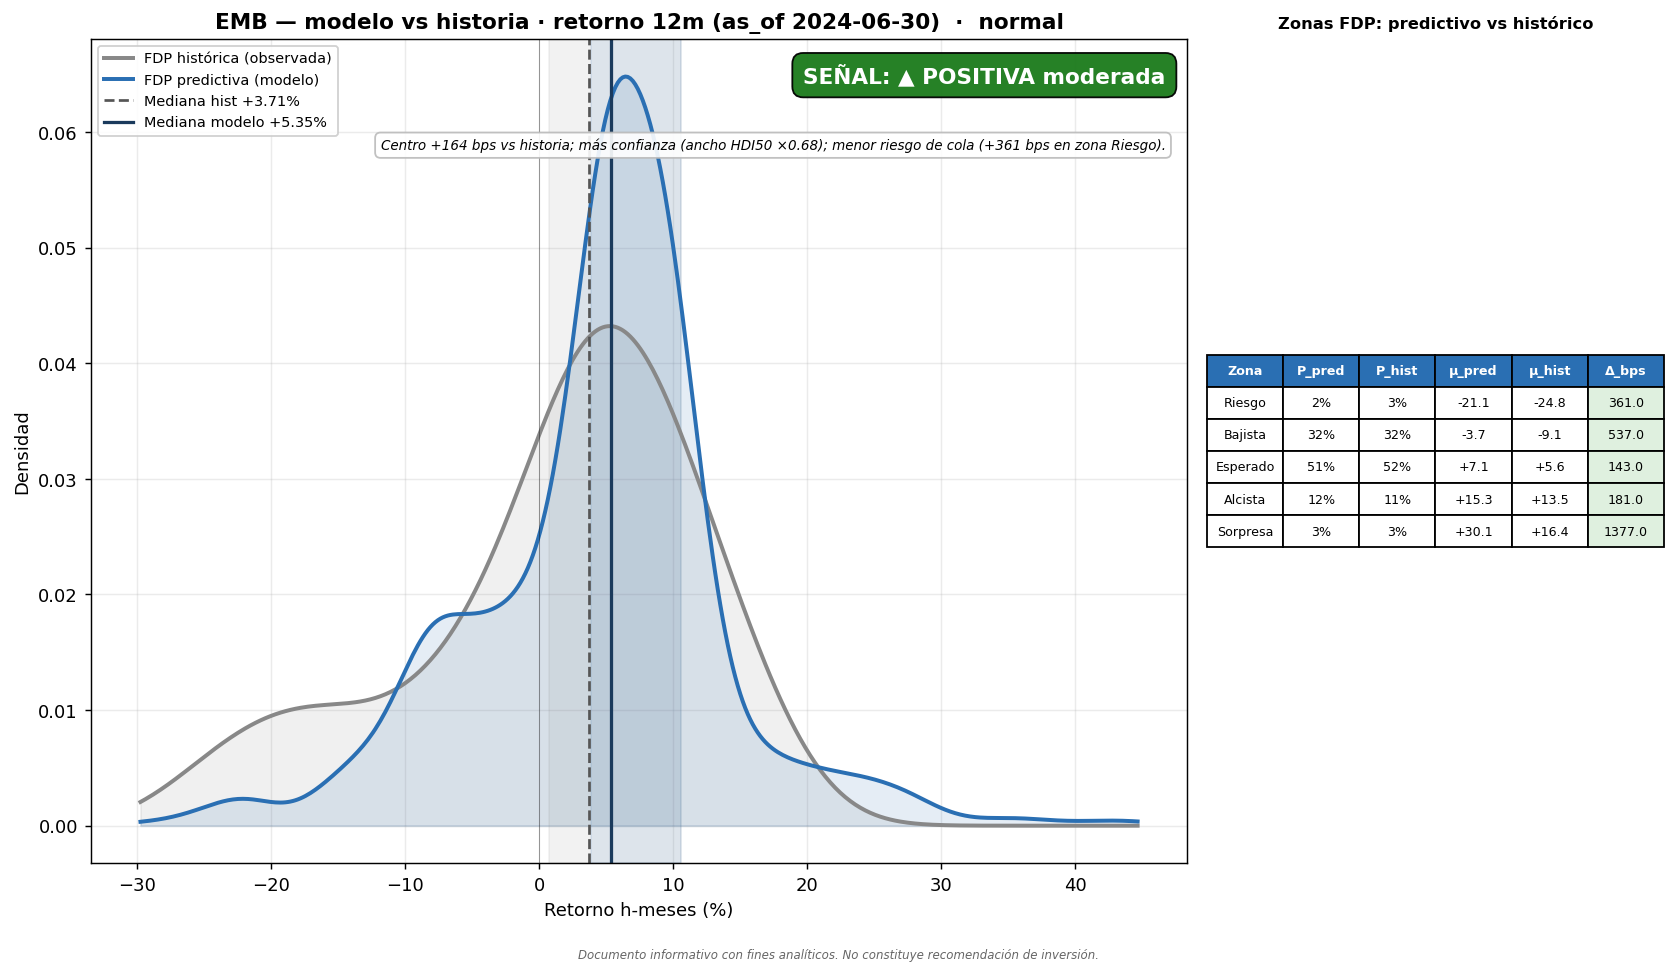 EMB — modelo vs historia · retorno 12m (as_of 2024-06-30) · normal
Zonas FDP: predictivo vs histórico
FDP histórica (observada)
FDP predictiva (modelo)
Mediana hist +3.71%
Mediana modelo +5.35%
SEÑAL: ▲ POSITIVA moderada
Centro +164 bps vs historia; más confianza (ancho HDI50 ×0.68); menor riesgo de cola (+361 bps en zona Riesgo).
Densidad
0.06
0.05
0.04
0.03
0.02
0.01
0.00
−30 −20 −10 0 10 20 30 40
Retorno h-meses (%)
Zona P_pred P_hist μ_pred μ_hist Δ_bps
Riesgo 2% 3% -21.1 -24.8 361.0
Bajista 32% 32% -3.7 -9.1 537.0
Esperado 51% 52% +7.1 +5.6 143.0
Alcista 12% 11% +15.3 +13.5 181.0
Sorpresa 3% 3% +30.1 +16.4 1377.0
Documento informativo con fines analíticos. No constituye recomendación de inversión.